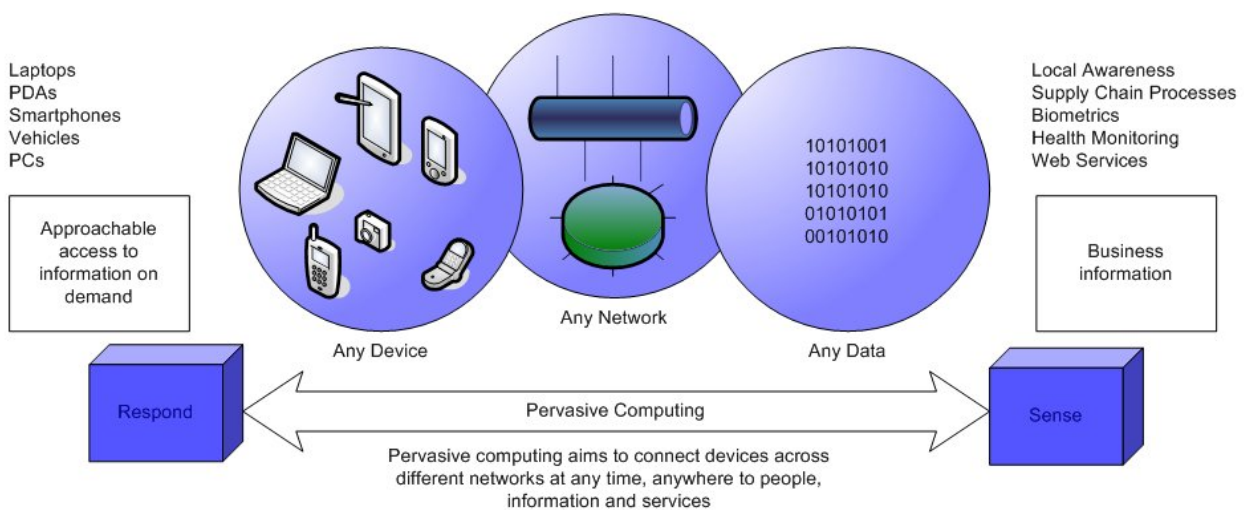 Laptops
PDAs
Smartphones
Vehicles
PCs
Approachable
access to
information on
demand
Respond
Any Device
Any Network
10101001
10101010
10101010
01010101
00101010
Any Data
Local Awareness
Supply Chain Processes
Biometrics
Health Monitoring
Web Services
Business
information
Sense
Pervasive Computing
Pervasive computing aims to connect devices across
different networks at any time, anywhere to people,
information and services